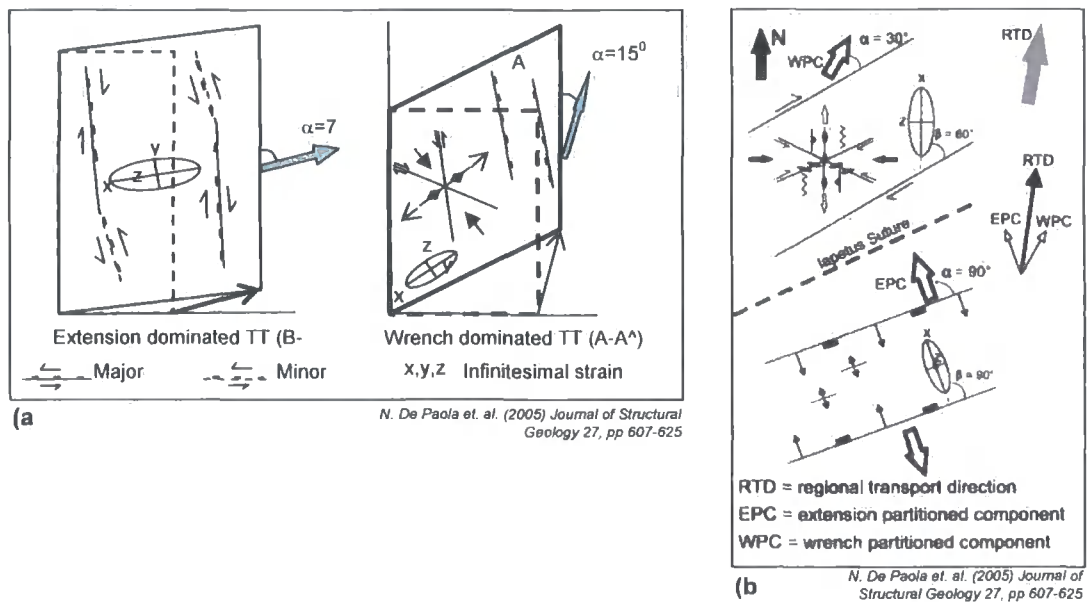 α=7
Y
Z
X
Extension dominated TT (B-
A
α=15⁰
Z
Y
X
Wrench dominated TT (A-A^)
Major
Minor
x,y,z Infinitesimal strain
(a
N. De Paola et. al. (2005) Journal of Structural
Geology 27, pp 607-625
N
WPC
α = 30°
RTD
x
z
β = 60°
RTD
EPC
WPC
Iapetus Suture
EPC
α = 90°
x
β = 90°
RTD = regional transport direction
EPC = extension partitioned component
WPC = wrench partitioned component
(b
N. De Paola et. al. (2005) Journal of
Structural Geology 27, pp 607-625